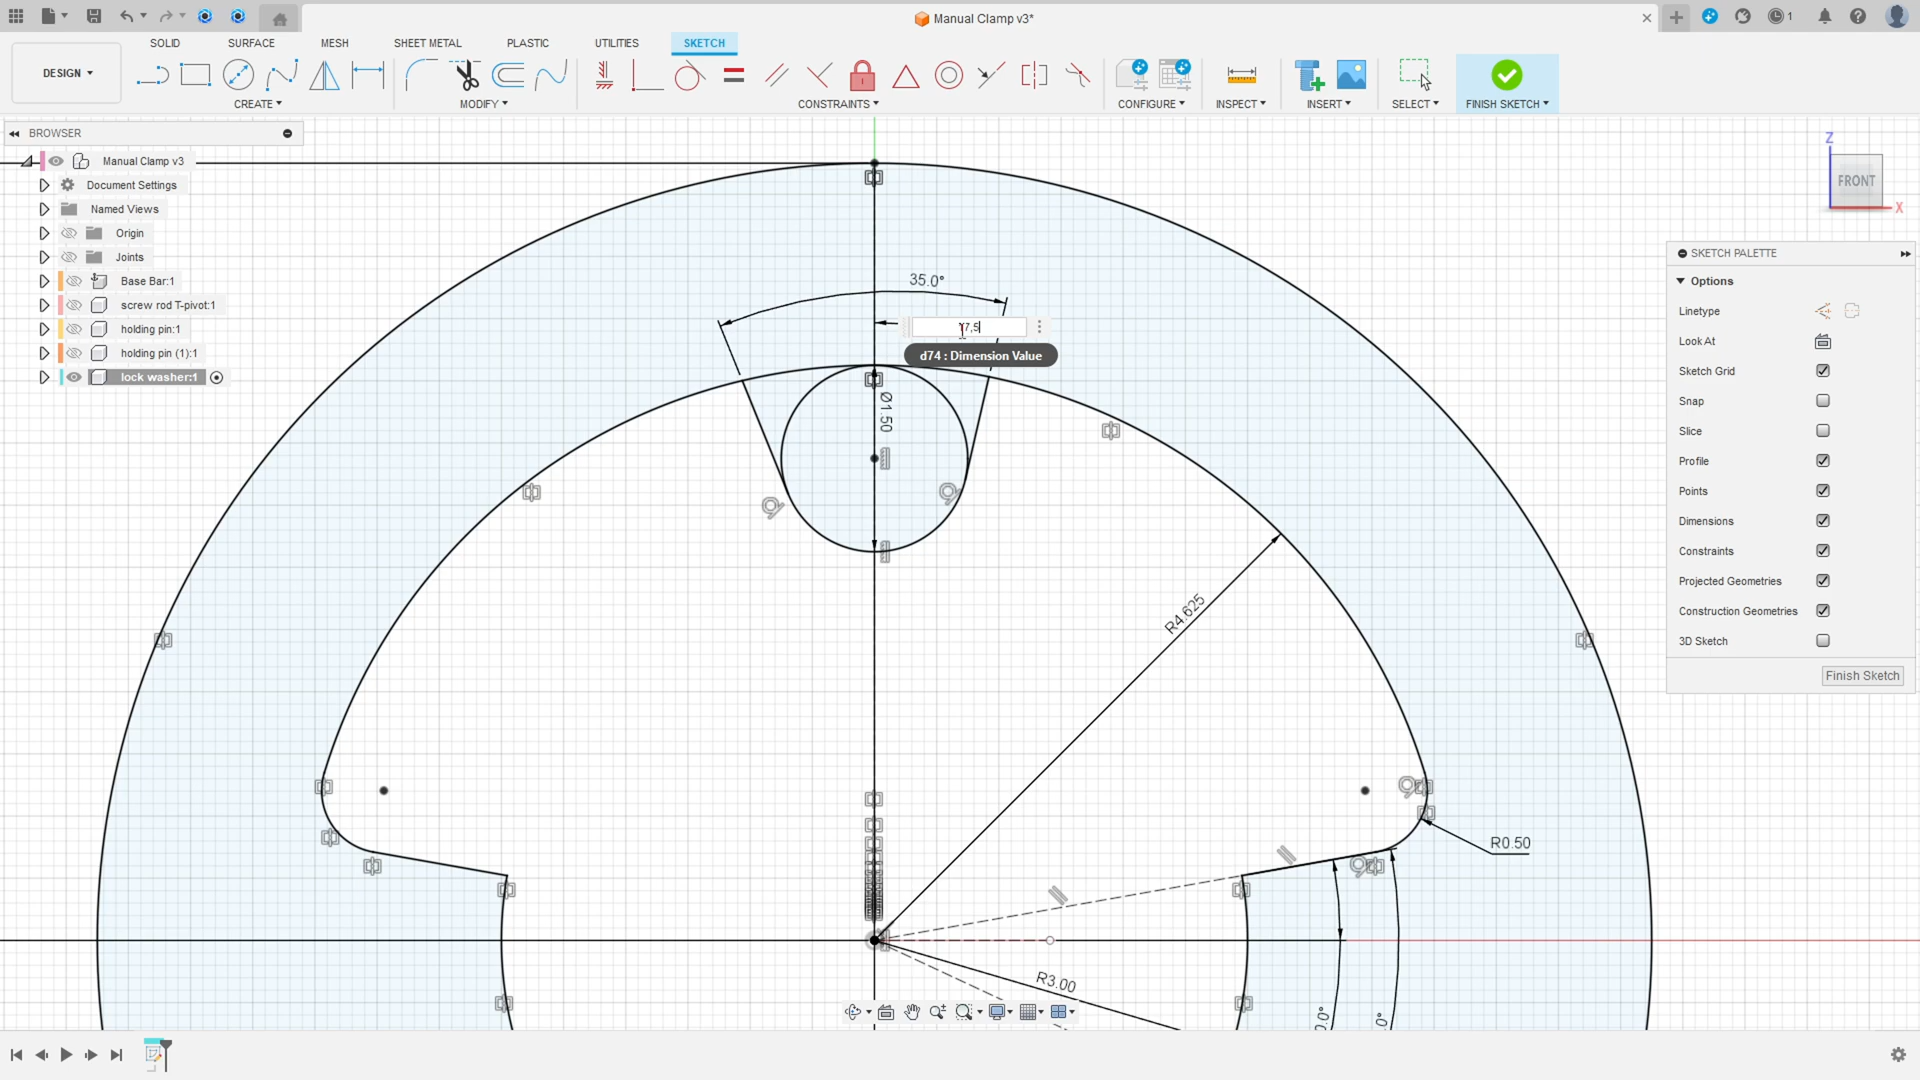 Manual Clamp v3*
1
DESIGN
SOLID
SURFACE
MESH
SHEET METAL
PLASTIC
UTILITIES
SKETCH
CREATE
MODIFY
CONSTRAINTS
CONFIGURE
INSPECT
INSERT
SELECT
FINISH SKETCH
BROWSER
Manual Clamp v3
Document Settings
Named Views
Origin
Joints
Base Bar:1
screw rod T-pivot:1
holding pin:1
holding pin (1):1
lock washer:1
Z
FRONT
X
35.0°
d74 : Dimension Value
Ø1.50
R4.625
R0.50
R3.00
SKETCH PALETTE
Options
Linetype
Look At
Sketch Grid
Snap
Slice
Profile
Points
Dimensions
Constraints
Projected Geometries
Construction Geometries
3D Sketch
Finish Sketch